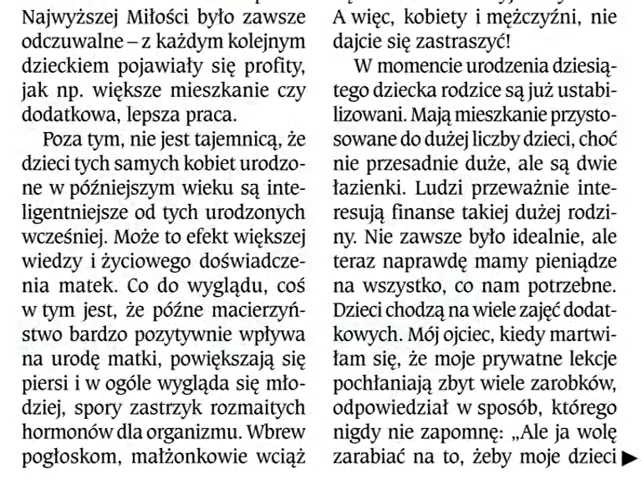 Najwyższej Miłości było zawsze
odczuwalne – z każdym kolejnym
dzieckiem pojawiały się profity,
jak np. większe mieszkanie czy
dodatkowa, lepsza praca.
Poza tym, nie jest tajemnicą, że
dzieci tych samych kobiet urodzo-
ne w późniejszym wieku są inte-
ligentniejsze od tych urodzonych
wcześniej. Może to efekt większej
wiedzy i życiowego doświadcze-
nia matek. Co do wyglądu, coś
w tym jest, że późne macierzyń-
stwo bardzo pozytywnie wpływa
na urodę matki, powiększają się
piersi i w ogóle wygląda się mło-
dziej, spory zastrzyk rozmaitych
hormonów dla organizmu. Wbrew
pogłoskom, małżonkowie wciąż
A więc, kobiety i mężczyźni, nie
dajcie się zastraszyć!
W momencie urodzenia dziesią-
tego dziecka rodzice są już ustabi-
lizowani. Mają mieszkanie przysto-
sowane do dużej liczby dzieci, choć
nie przesadnie duże, ale są dwie
łazienki. Ludzi przeważnie inte-
resują finanse takiej dużej rodzi-
ny. Nie zawsze było idealnie, ale
teraz naprawdę mamy pieniądze
na wszystko, co nam potrzebne.
Dzieci chodzą na wiele zajęć dodat-
kowych. Mój ojciec, kiedy martwi-
łam się, że moje prywatne lekcje
pochłaniają zbyt wiele zarobków,
odpowiedział w sposób, którego
nigdy nie zapomnę: „Ale ja wolę
zarabiać na to, żeby moje dzieci ▶